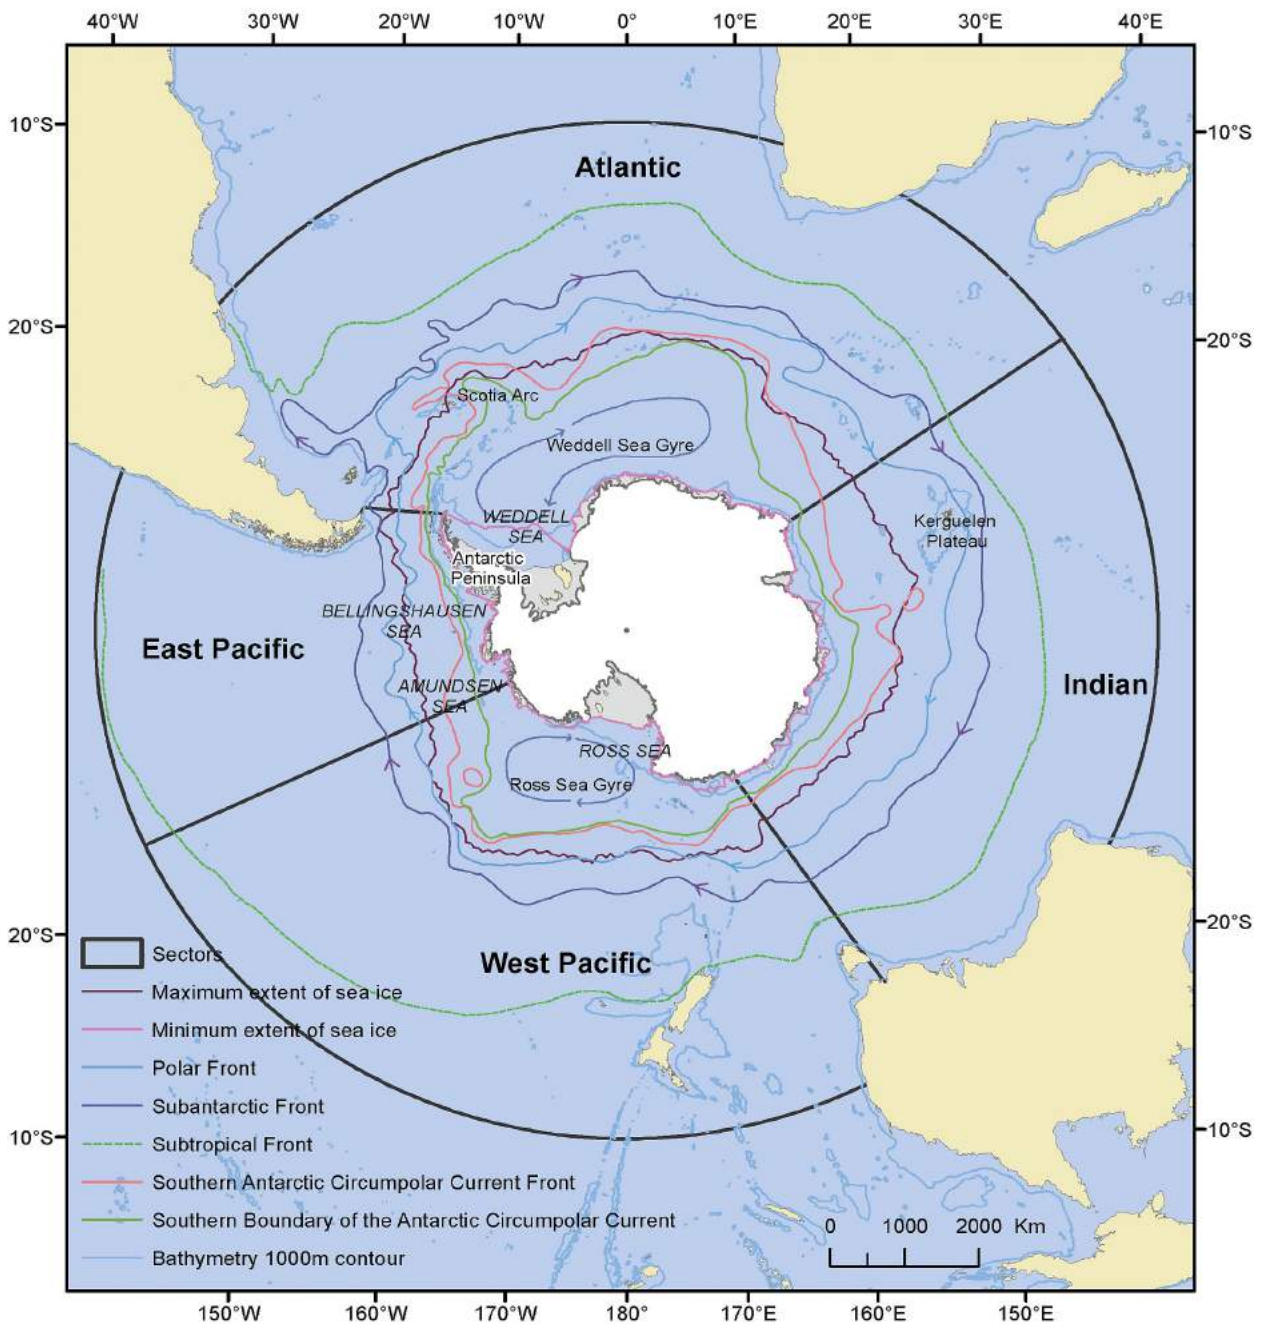 40°W 30°W 20°W 10°W 0° 10°E 20°E 30°E 40°E
10°S 10°S
Atlantic
20°S 20°S
Scotia Arc
Weddell Sea Gyre
WEDDELL
SEA
Kerguelen
Plateau
Antarctic
Peninsula
BELLINGSHAUSEN
SEA
East Pacific
Indian
AMUNDSEN
SEA
ROSS SEA
Ross Sea Gyre
20°S 20°S
West Pacific
Sectors
Maximum extent of sea ice
Minimum extent of sea ice
Polar Front
Subantarctic Front
10°S 10°S
Subtropical Front
Southern Antarctic Circumpolar Current Front
Southern Boundary of the Antarctic Circumpolar Current
0 1000 2000 Km
Bathymetry 1000m contour
150°W 160°W 170°W 180° 170°E 160°E 150°E